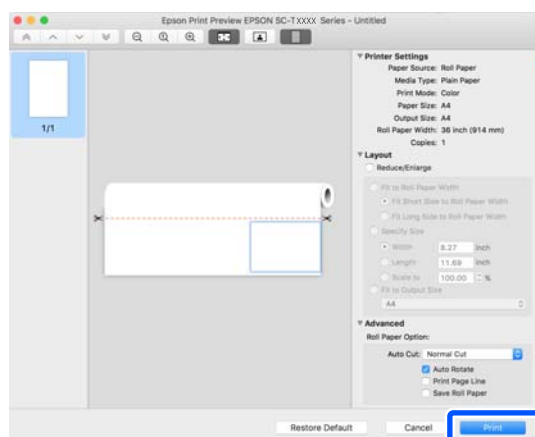 Epson Print Preview EPSON SC-TXXXX Series - Untitled
1/1
Printer Settings
Paper Source: Roll Paper
Media Type: Plain Paper
Print Mode: Color
Paper Size: A4
Output Size: A4
Roll Paper Width: 36 inch (914 mm)
Copies: 1
Layout
Reduce/Enlarge
Fit to Roll Paper Width
Fit Short Side to Roll Paper Width
Fit Long Side to Roll Paper Width
Specify Size
Width 8.27 inch
Length 11.69 inch
Scale to 100.00 %
Fit to Output Size
A4
Advanced
Roll Paper Option:
Auto Cut: Normal Cut
Auto Rotate
Print Page Line
Save Roll Paper
Restore Default Cancel Print